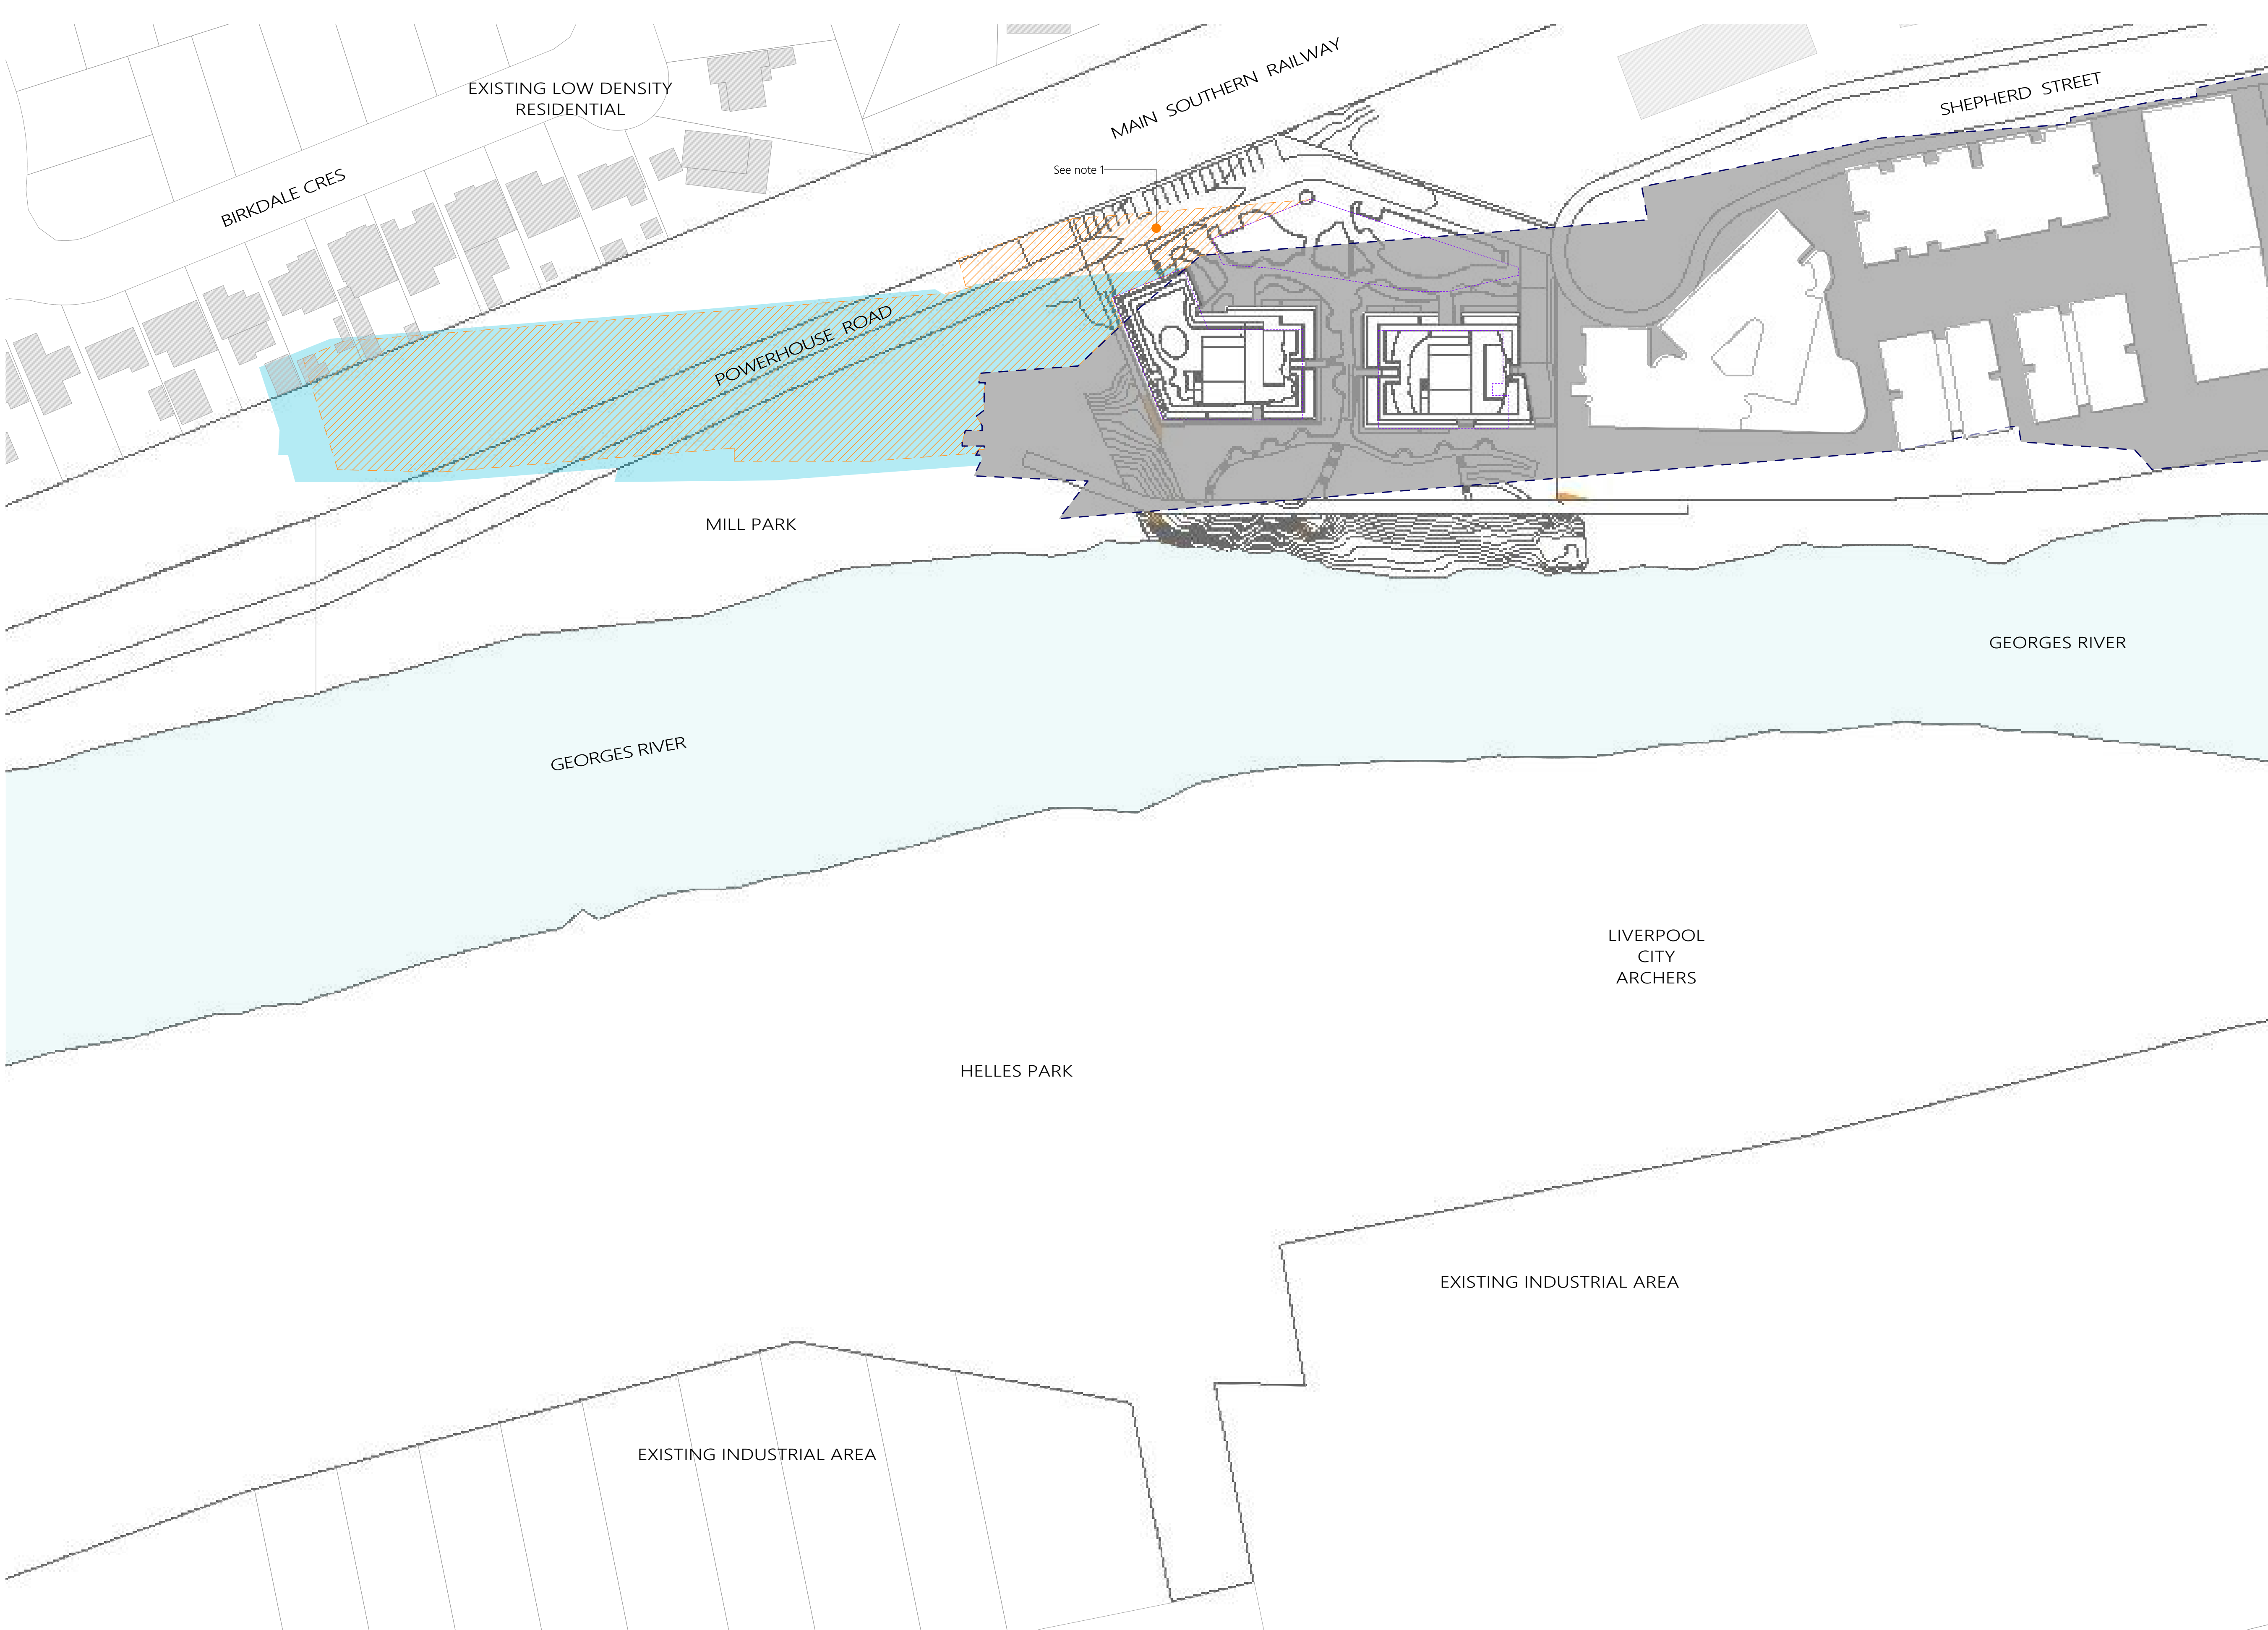 MAIN SOUTHERN RAILWAY
EXISTING LOW DENSITY
RESIDENTIAL
SHEPHERD STREET
See note 1
BIRKDALE CRES
POWERHOUSE ROAD
MILL PARK
GEORGES RIVER
GEORGES RIVER
LIVERPOOL
CITY
ARCHERS
HELLES PARK
EXISTING INDUSTRIAL AREA
EXISTING INDUSTRIAL AREA